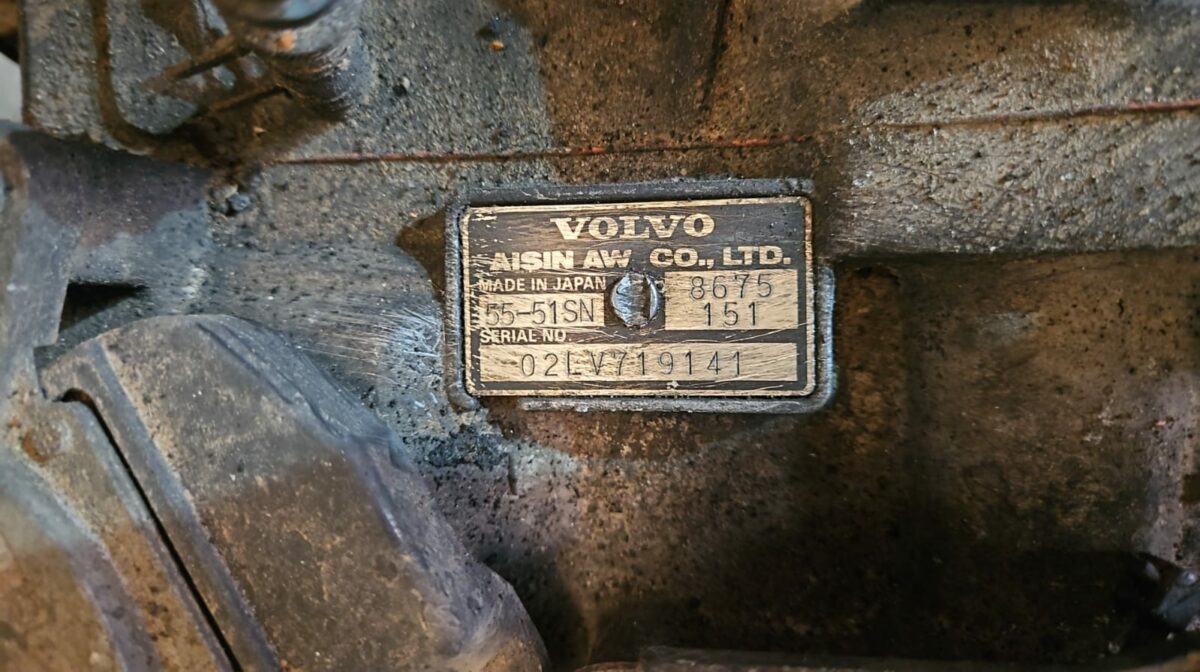 VOLVO
AISIN AW CO., LTD.
MADE IN JAPAN 8675
55-51SN 151
SERIAL NO.
02LV719141